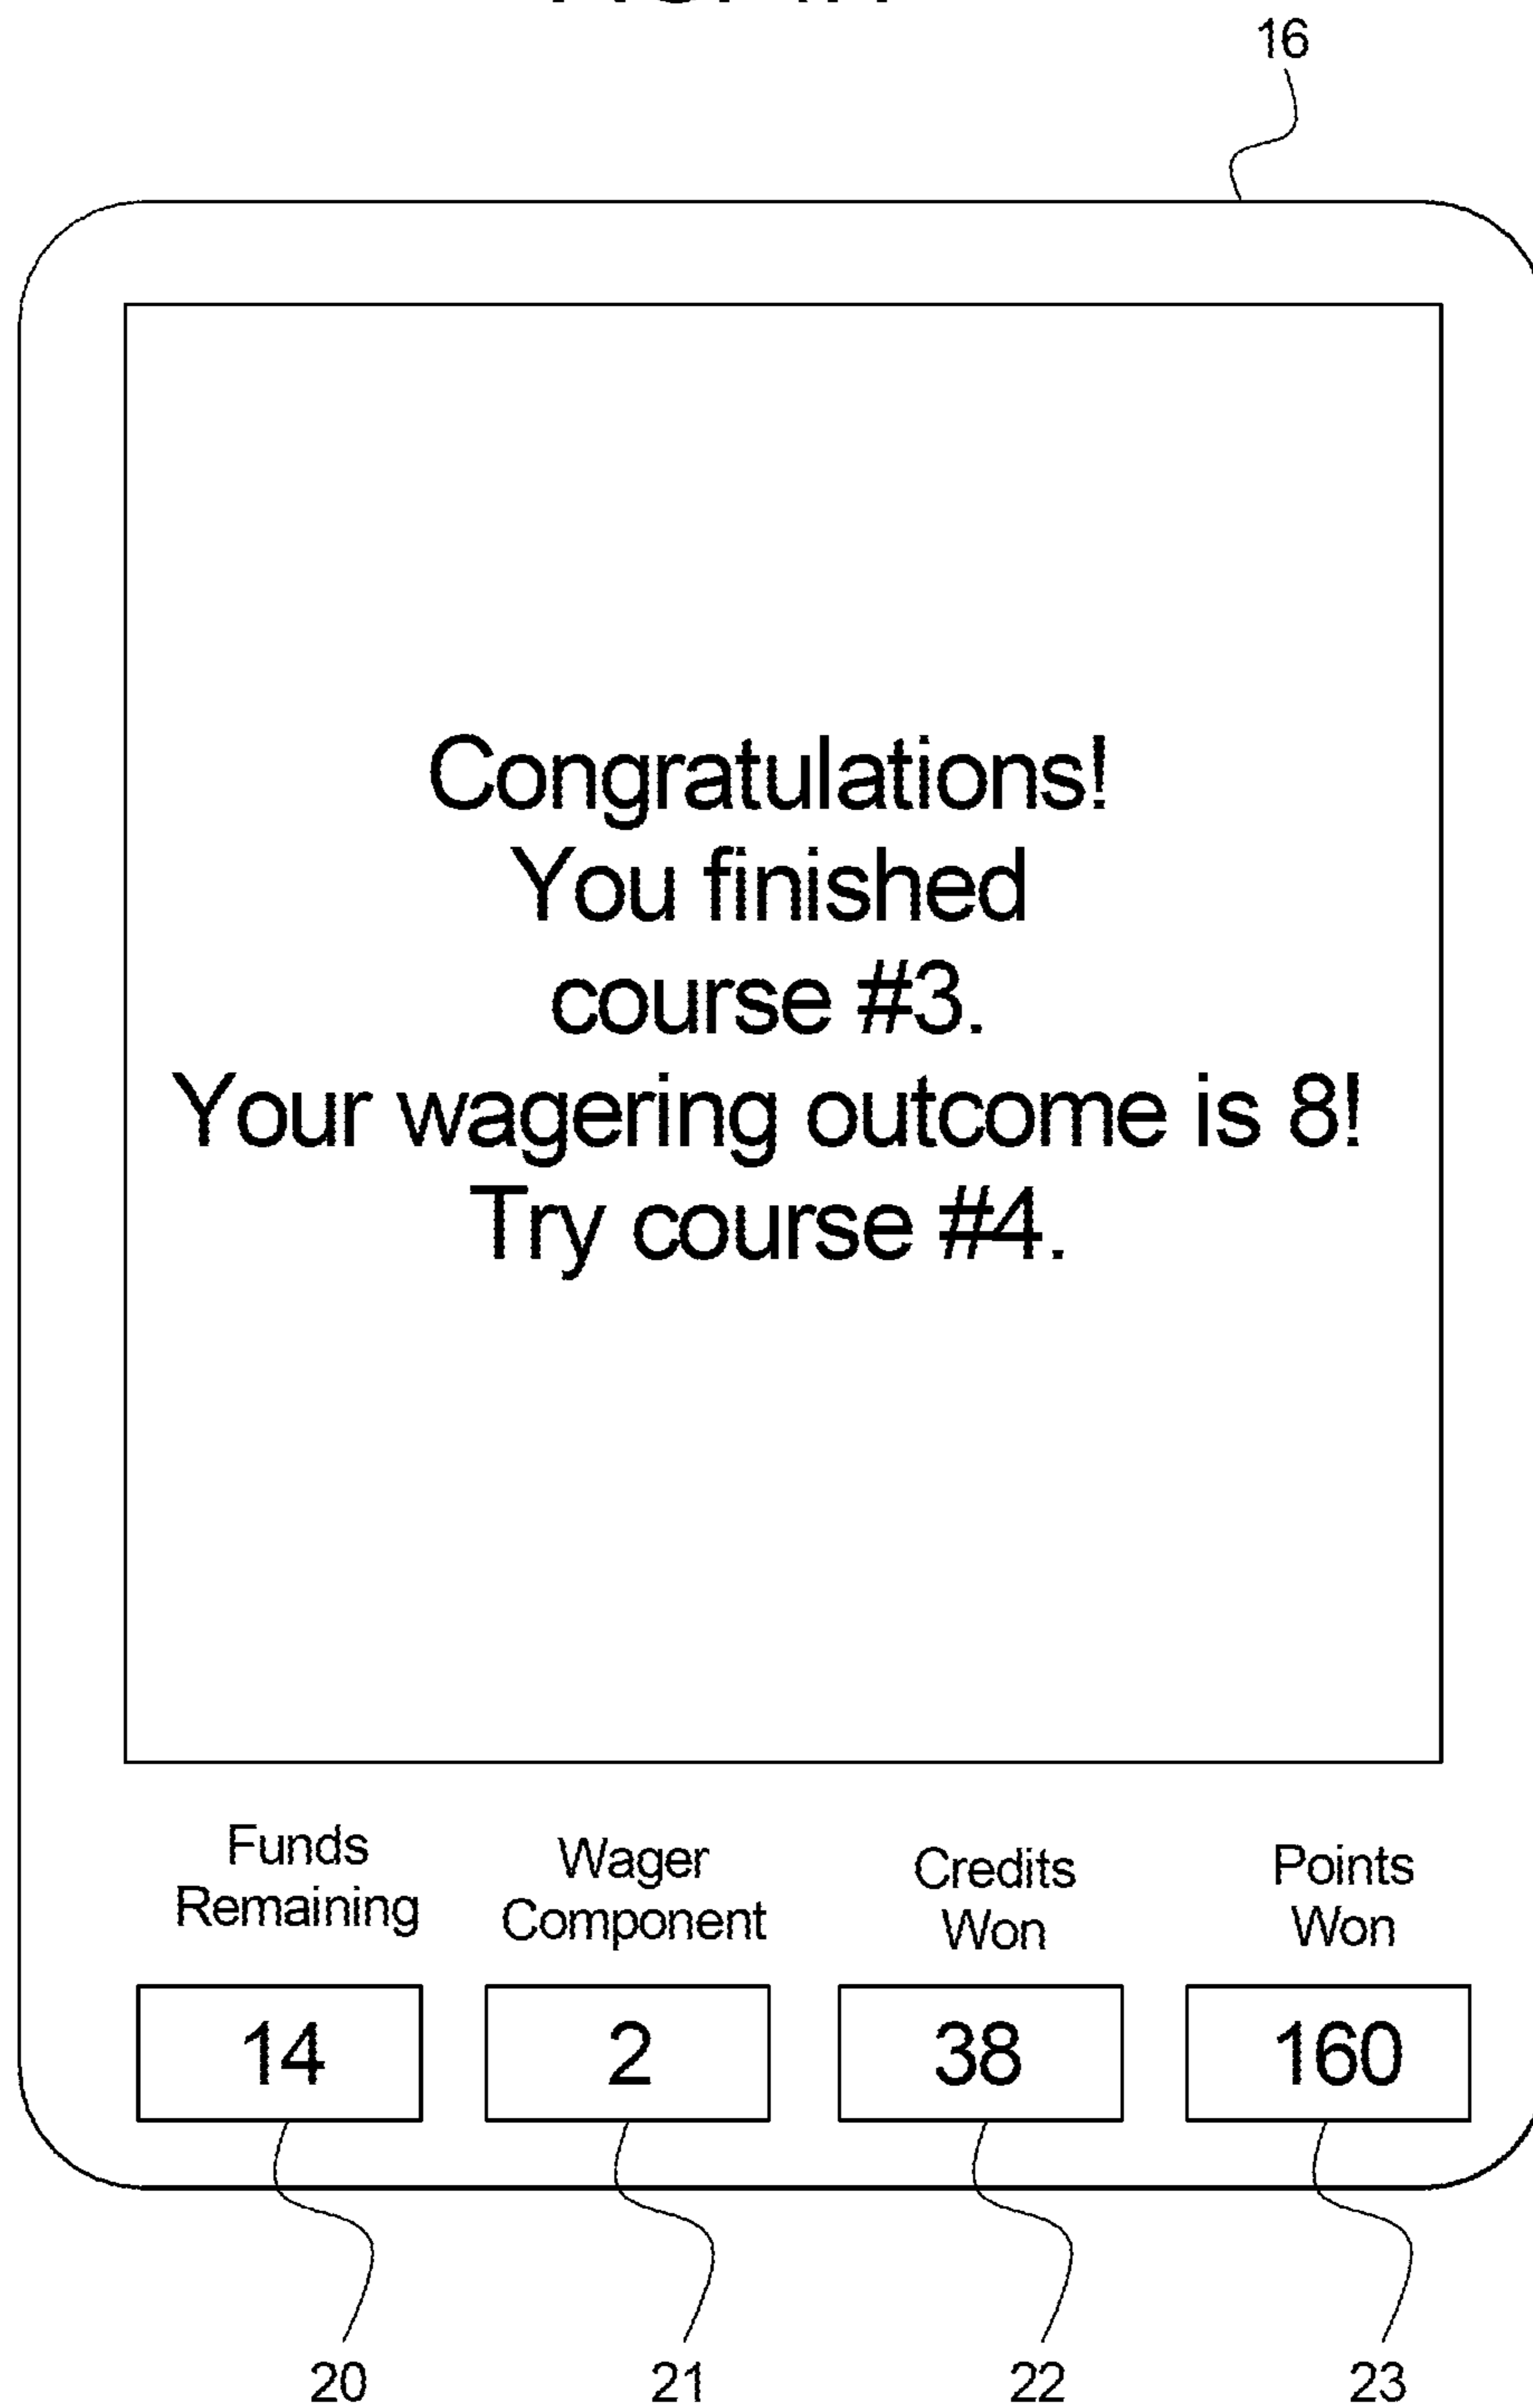 16
Congratulations!
You finished
course #3.
Your wagering outcome is 8!
Try course #4.
Funds
Remaining
Wager
Component
Credits
Won
Points
Won
14
2
38
160
20
21
22
23